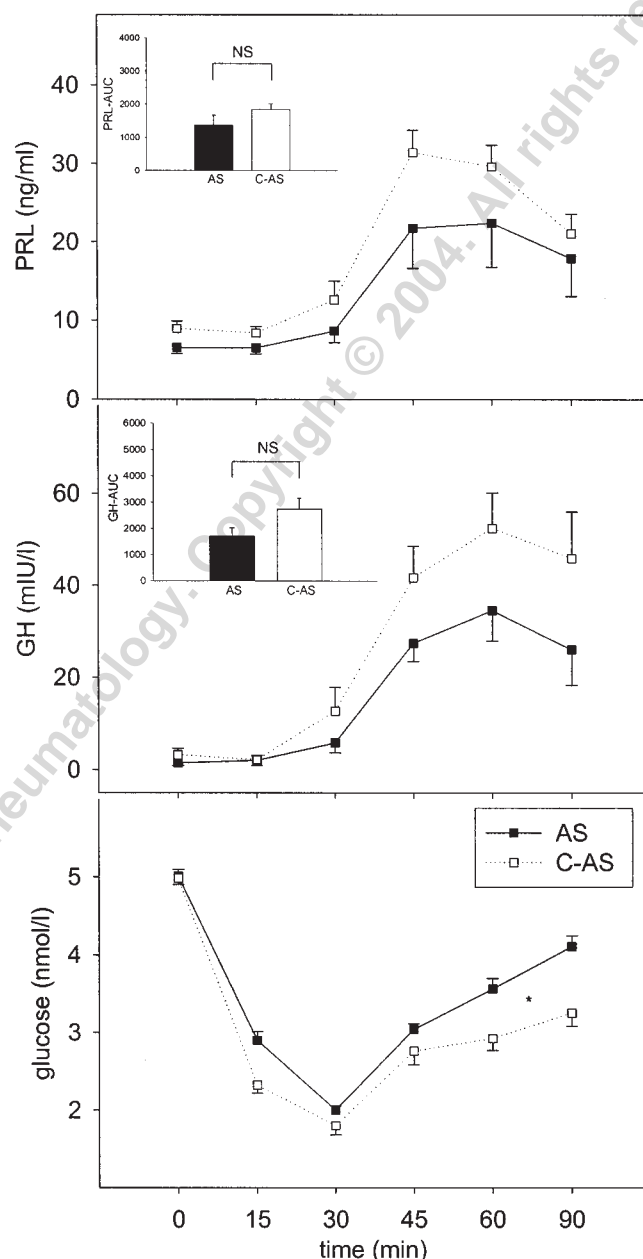 PRL (ng/ml)
40
30
20
10
0
PRL-AUC
4000
3000
2000
1000
0
NS
AS C-AS
GH (mIU/l)
60
40
20
0
GH-AUC
6000
5000
4000
3000
2000
1000
0
NS
AS C-AS
glucose (nmol/l)
5
4
3
2
AS
C-AS
*
0 15 30 45 60 90
time (min)
heumatology. Copyright © 2004. All rights re